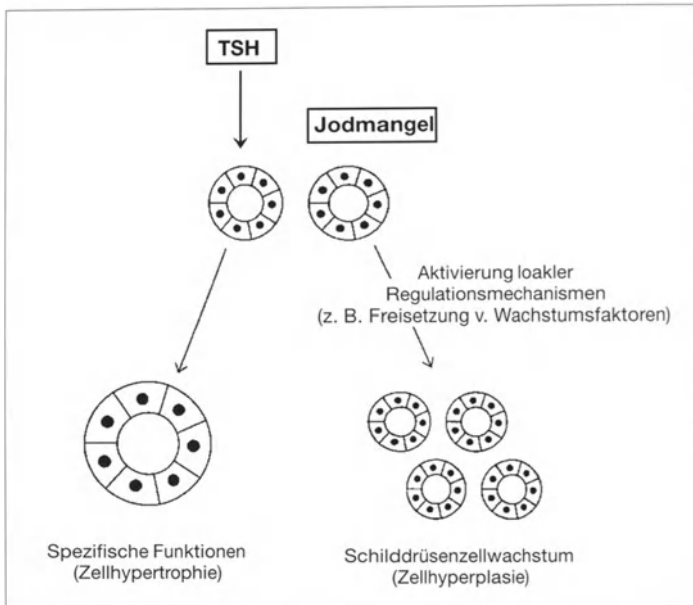 TSH
Jodmangel
Aktivierung loakler
Regulationsmechanismen
(z. B. Freisetzung v. Wachstumsfaktoren)
Spezifische Funktionen
(Zellhypertrophie)
Schilddrüsenzellwachstum
(Zellhyperplasie)